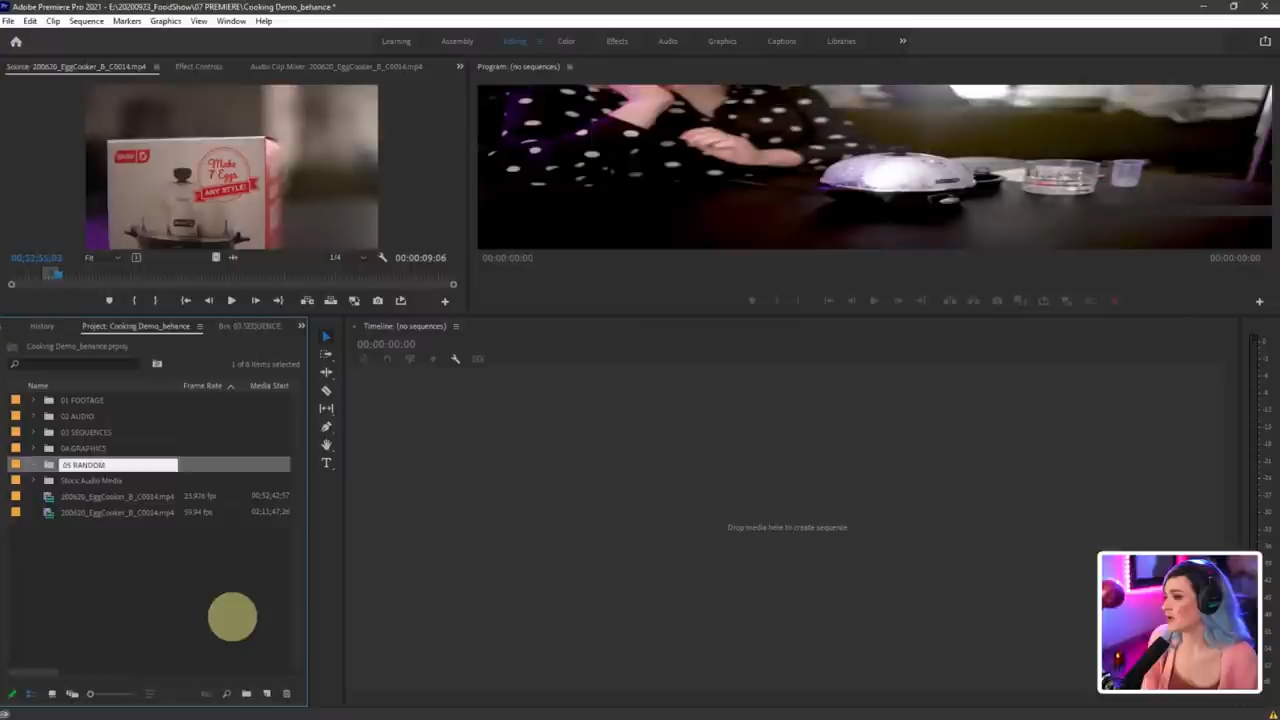 Adobe Premiere Pro 2021 - E:\20200923_FoodShow\07 PREMIERE\Cooking Demo_behance *
File Edit Clip Sequence Markers Graphics View Window Help
Learning Assembly Editing Color Effects Audio Graphics Captions Libraries
Source: 200620_EggCooker_B_C0014.mp4 Effect Controls Audio Clip Mixer: 200620_EggCooker_B_C0014.mp4 Program: (no sequences)
Make
7 Eggs
ANY STYLE!
00;52;55;03 Fit 1/4 00:00:09:06 00:00:00:00 00:00:00:00
History Project: Cooking Demo_behance Bin: 03 SEQUENCE Timeline: (no sequences)
Cooking Demo_behance.prproj 00:00:00:00
1 of 8 items selected
Name Frame Rate Media Start
01 FOOTAGE
02 AUDIO
03 SEQUENCES
04 GRAPHICS
05 RANDOM
Stock Audio Media
200620_EggCooker_B_C0014.mp4 23.976 fps 00;52;42;57
200620_EggCooker_B_C0014.mp4 59.94 fps 02;11;47;26
Drop media here to create sequence.